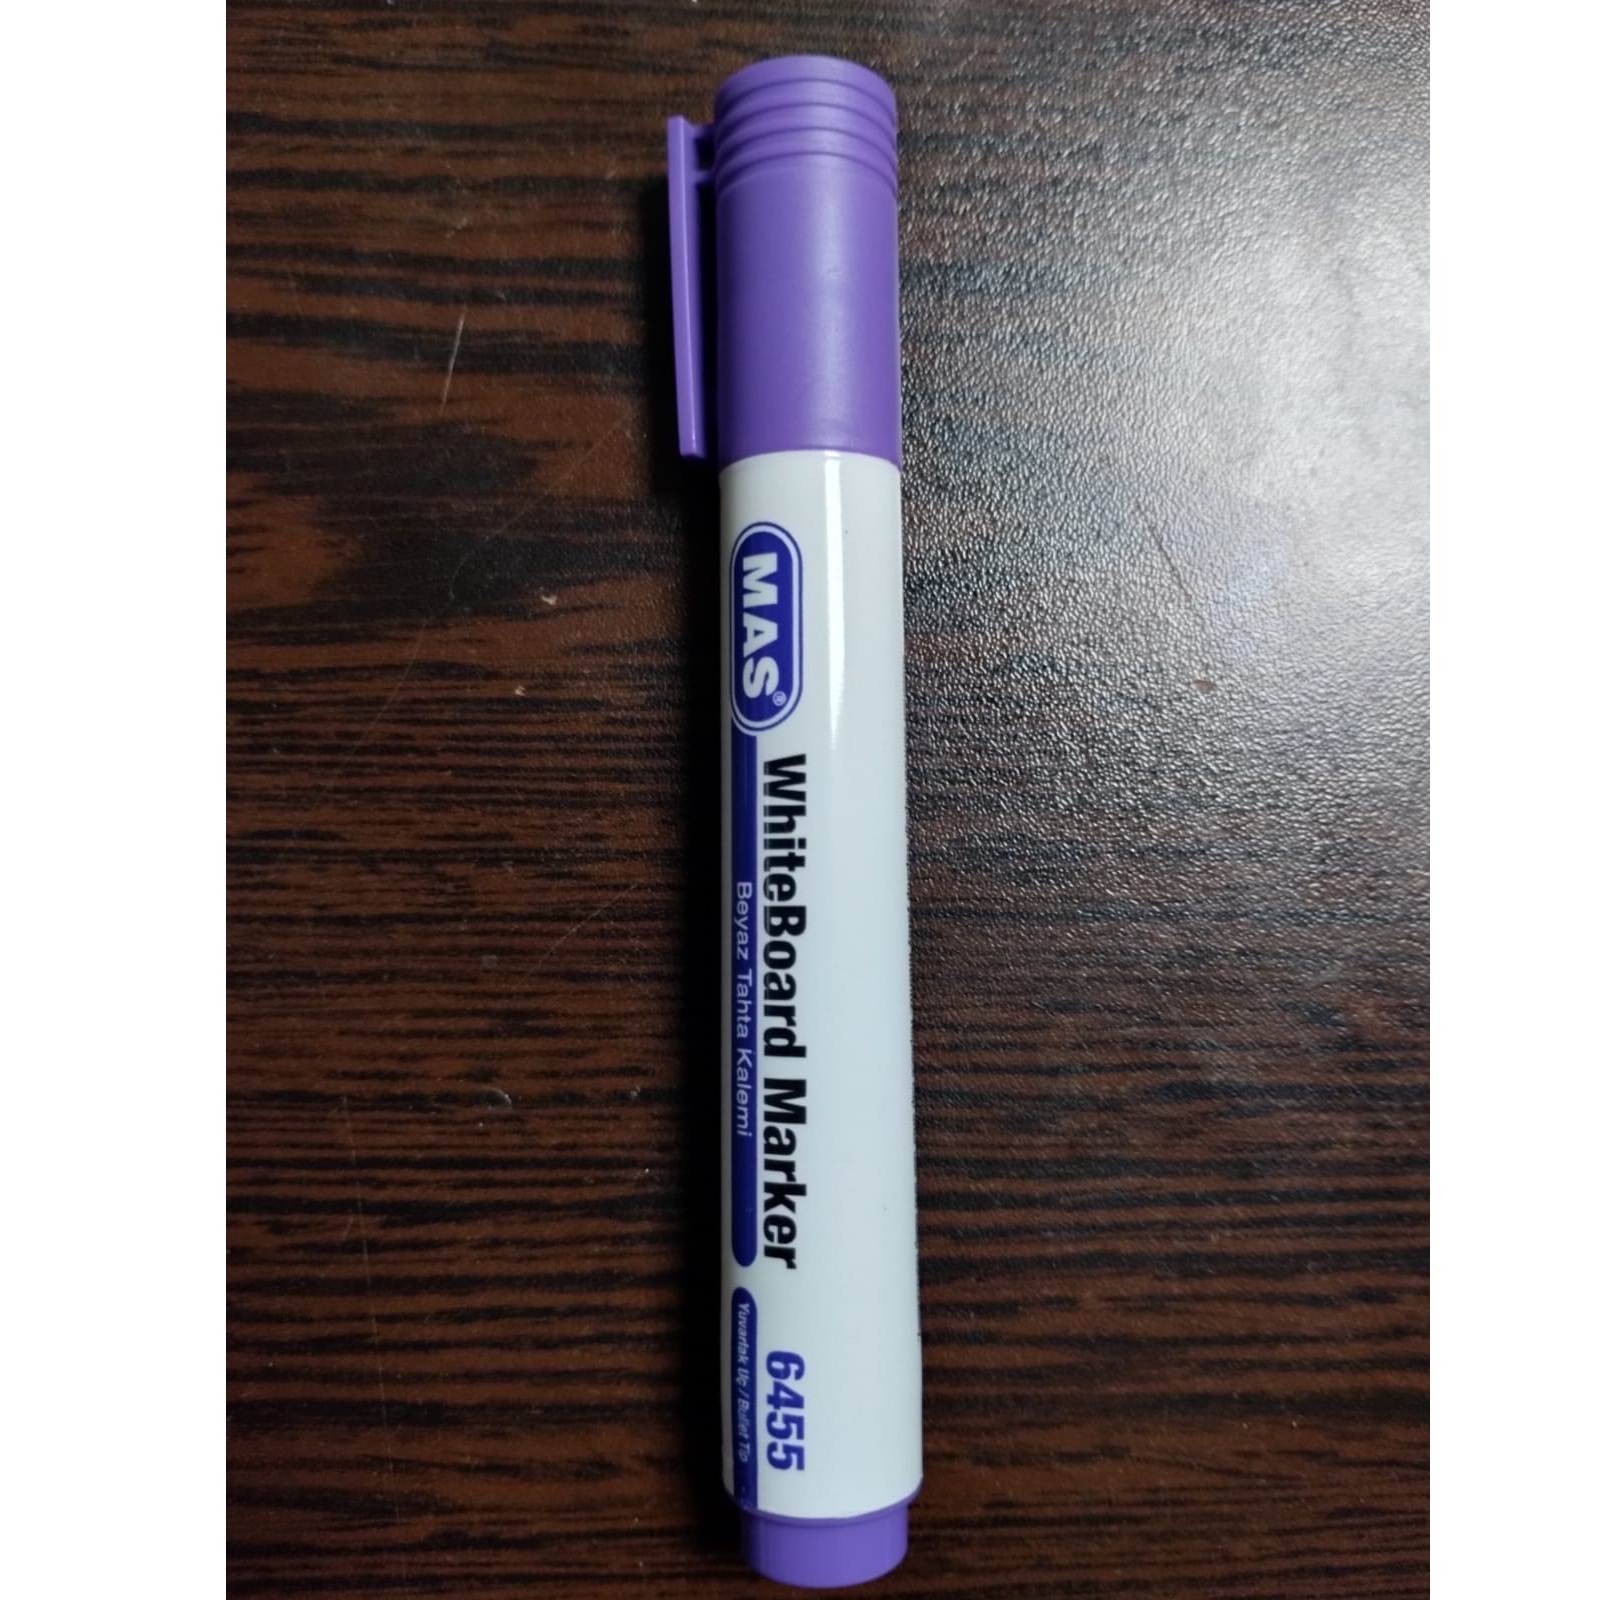 MAS®
WhiteBoard Marker
Beyaz Tahta Kalemi
6455
Yuvarlak Uç / Bullet Tip